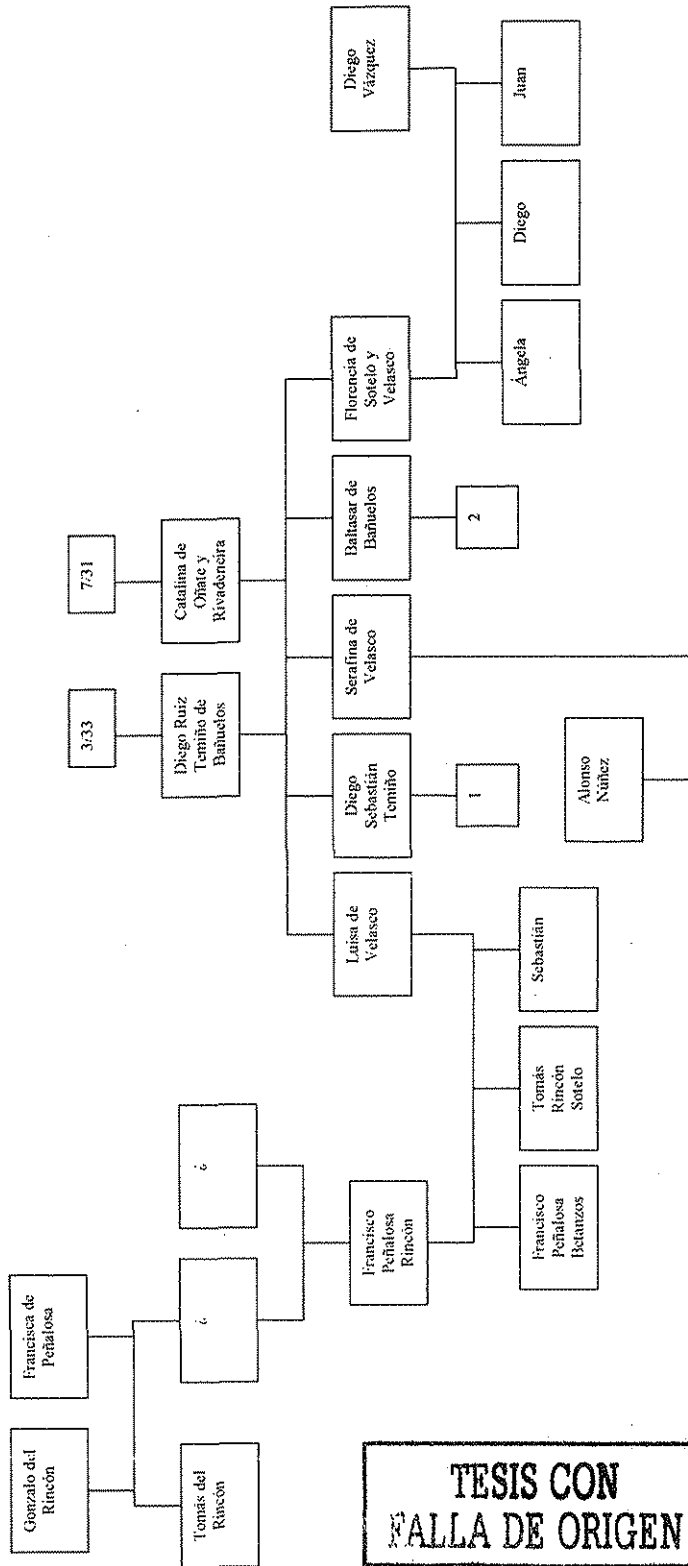 Gonzalo del
Rincón
Francisca de
Peñalosa
Tomás del
Rincón
¿
¿
Francisco
Peñalosa
Rincón
Francisco
Peñalosa
Betanzos
Tomás
Rincón
Sotelo
Sebastián
3/33
7/31
Diego Ruiz
Temiño de
Bañuelos
Catalina de
Oñate y
Rivadeneira
Luisa de
Velasco
Diego
Sebastián
Temiño
Serafina de
Velasco
Baltasar de
Bañuelos
Florencia de
Sotelo y
Velasco
Diego
Vázquez
1
2
Alonso
Núñez
Ángela
Diego
Juan
TESIS CON
FALLA DE ORIGEN